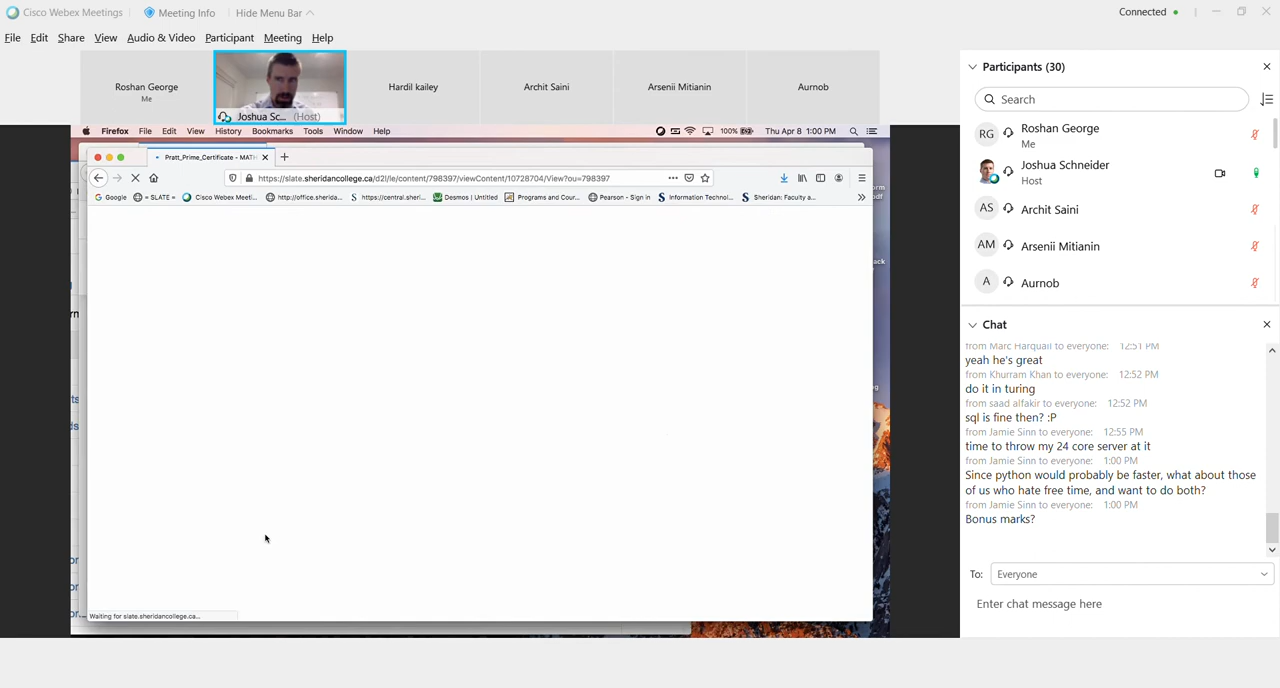 Cisco Webex Meetings Meeting Info Hide Menu Bar Connected
File Edit Share View Audio & Video Participant Meeting Help
Roshan George
Me
Joshua Sc... (Host)
Hardil kailey
Archit Saini
Arsenii Mitianin
Aurnob
Firefox File Edit View History Bookmarks Tools Window Help 100% Thu Apr 8 1:00 PM
Pratt_Prime_Certificate - MATH
https://slate.sheridancollege.ca/d2l/le/content/798397/viewContent/10728704/View?ou=798397
Google = SLATE = Cisco Webex Meeti... http://office.sherida... https://central.sheri... Desmos | Untitled Programs and Cour... Pearson - Sign in Information Technol... Sheridan: Faculty a...
Waiting for slate.sheridancollege.ca...
Participants (30)
Search
RG Roshan George
Me
Joshua Schneider
Host
AS Archit Saini
AM Arsenii Mitianin
A Aurnob
Chat
from Marc Harquail to everyone: 12:51 PM
yeah he's great
from Khurram Khan to everyone: 12:52 PM
do it in turing
from saad alfakir to everyone: 12:52 PM
sql is fine then? :P
from Jamie Sinn to everyone: 12:55 PM
time to throw my 24 core server at it
from Jamie Sinn to everyone: 1:00 PM
Since python would probably be faster, what about those
of us who hate free time, and want to do both?
from Jamie Sinn to everyone: 1:00 PM
Bonus marks?
To: Everyone
Enter chat message here